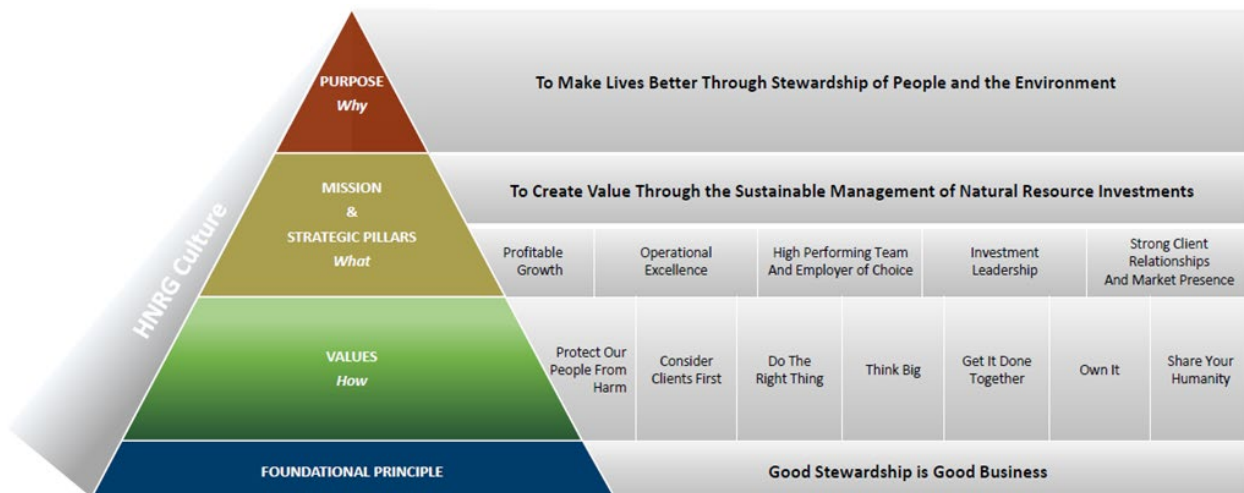 HNRG Culture
PURPOSE
Why
To Make Lives Better Through Stewardship of People and the Environment
MISSION
&
STRATEGIC PILLARS
What
To Create Value Through the Sustainable Management of Natural Resource Investments
Profitable
Growth
Operational
Excellence
High Performing Team
And Employer of Choice
Investment
Leadership
Strong Client
Relationships
And Market Presence
VALUES
How
Protect Our
People From
Harm
Consider
Clients First
Do The
Right Thing
Think Big
Get It Done
Together
Own It
Share Your
Humanity
FOUNDATIONAL PRINCIPLE
Good Stewardship is Good Business